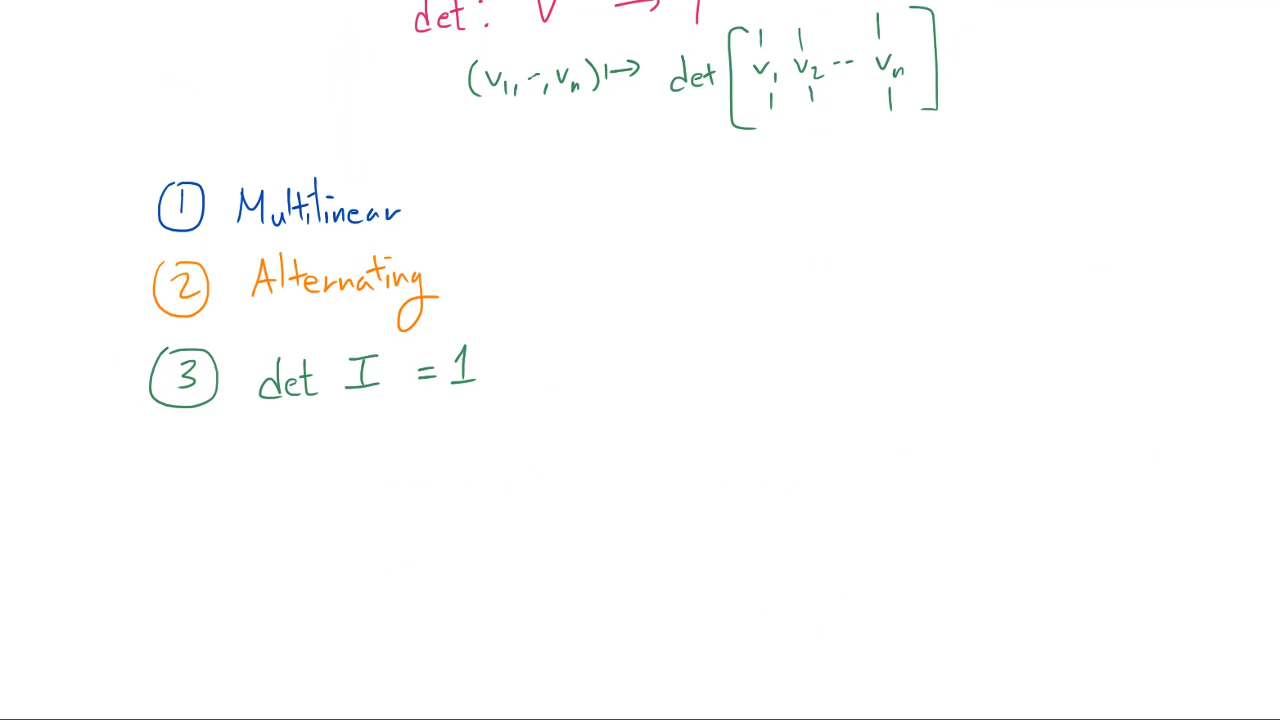 det: V →
(v₁, -, vₙ) ↦ det [v₁ v₂ -- vₙ]
① Multilinear
② Alternating
③ det I = 1